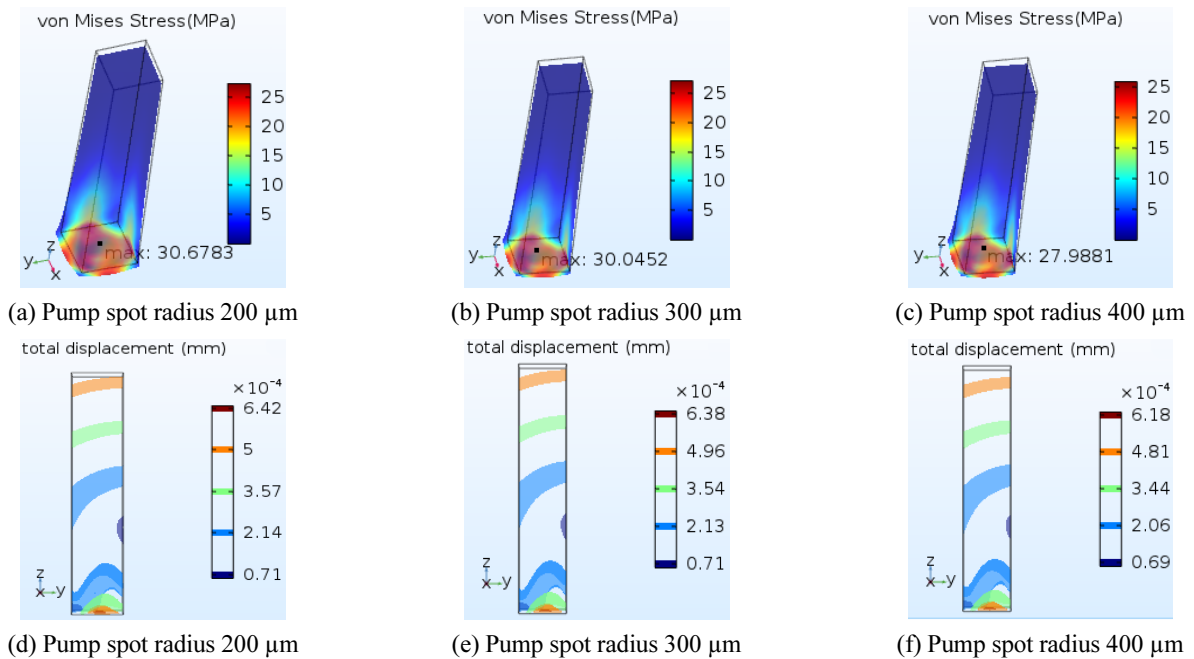 von Mises Stress(MPa)
25
20
15
10
5
z
y
x
max: 30.6783
(a) Pump spot radius 200 µm
von Mises Stress(MPa)
25
20
15
10
5
z
y
x
max: 30.0452
(b) Pump spot radius 300 µm
von Mises Stress(MPa)
25
20
15
10
5
z
y
x
max: 27.9881
(c) Pump spot radius 400 µm
total displacement (mm)
×10⁻⁴
6.42
5
3.57
2.14
0.71
z
x y
(d) Pump spot radius 200 µm
total displacement (mm)
×10⁻⁴
6.38
4.96
3.54
2.13
0.71
z
x y
(e) Pump spot radius 300 µm
total displacement (mm)
×10⁻⁴
6.18
4.81
3.44
2.06
0.69
z
x y
(f) Pump spot radius 400 µm